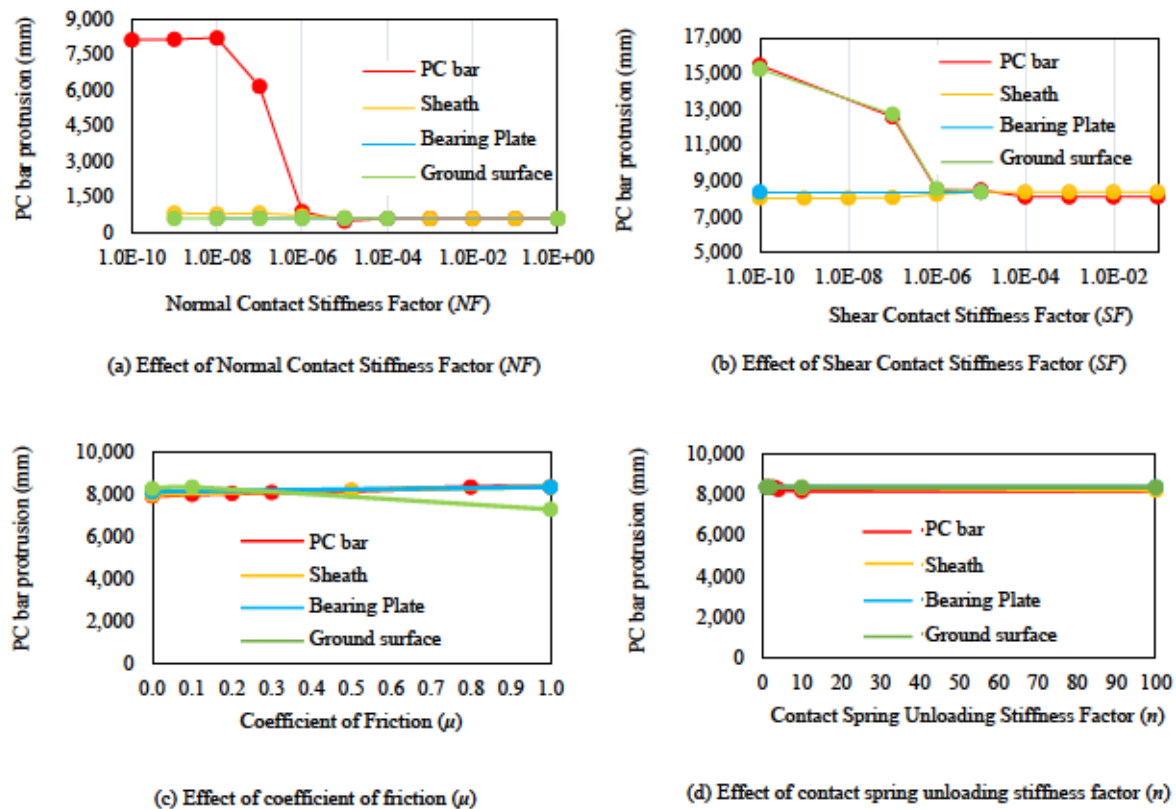 9,000
7,500
6,000
4,500
3,000
1,500
0
PC bar protrusion (mm)
PC bar
Sheath
Bearing Plate
Ground surface
1.0E-10 1.0E-08 1.0E-06 1.0E-04 1.0E-02 1.0E+00
Normal Contact Stiffness Factor (NF)
(a) Effect of Normal Contact Stiffness Factor (NF)
17,000
15,000
13,000
11,000
9,000
7,000
5,000
PC bar protrusion (mm)
PC bar
Sheath
Bearing Plate
Ground surface
1.0E-10 1.0E-08 1.0E-06 1.0E-04 1.0E-02
Shear Contact Stiffness Factor (SF)
(b) Effect of Shear Contact Stiffness Factor (SF)
10,000
8,000
6,000
4,000
2,000
0
PC bar protrusion (mm)
PC bar
Sheath
Bearing Plate
Ground surface
0.0 0.1 0.2 0.3 0.4 0.5 0.6 0.7 0.8 0.9 1.0
Coefficient of Friction (μ)
(c) Effect of coefficient of friction (μ)
10,000
8,000
6,000
4,000
2,000
0
PC bar protrusion (mm)
PC bar
Sheath
Bearing Plate
Ground surface
0 10 20 30 40 50 60 70 80 90 100
Contact Spring Unloading Stiffness Factor (n)
(d) Effect of contact spring unloading stiffness factor (n)